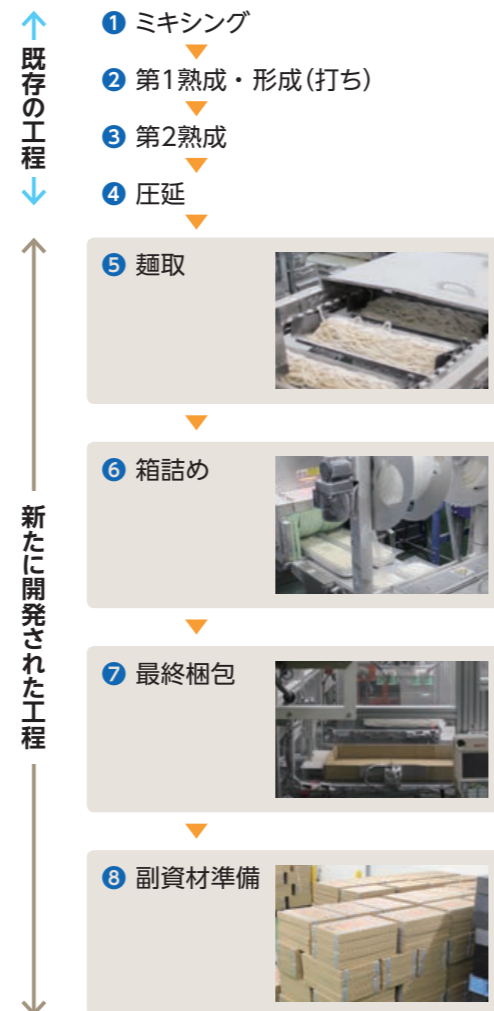 既存の工程
❶ ミキシング
❷ 第1熟成・形成(打ち)
❸ 第2熟成
❹ 圧延
新たに開発された工程
❺ 麺取
❻ 箱詰め
❼ 最終梱包
❽ 副資材準備